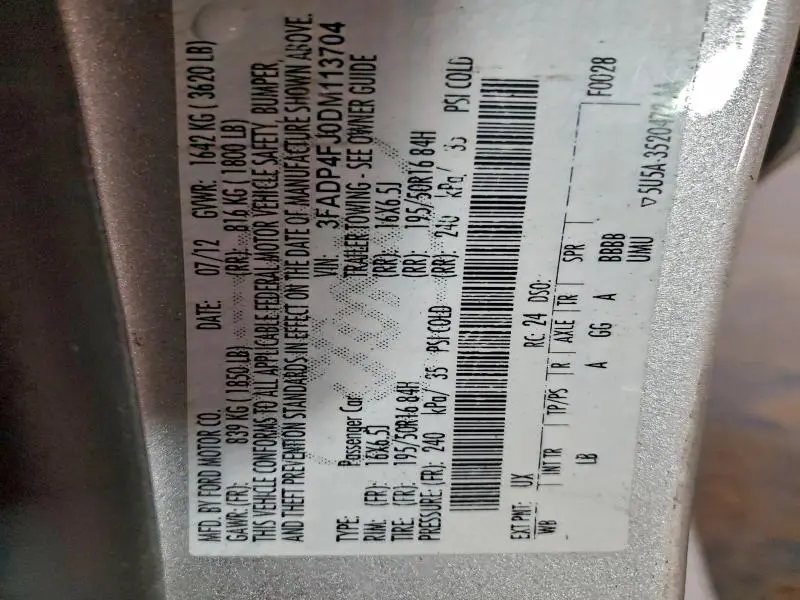 MFD. BY FORD MOTOR CO.
DATE: 07/12 GVWR: 1642 KG ( 3620 LB)
GAWR: (FR): 839 KG ( 1850 LB) (RR): 816 KG ( 1800 LB)
THIS VEHICLE CONFORMS TO ALL APPLICABLE FEDERAL MOTOR VEHICLE SAFETY, BUMPER,
AND THEFT PREVENTION STANDARDS IN EFFECT ON THE DATE OF MANUFACTURE SHOWN ABOVE.
VIN: 3FADP4FJ0DM113704
TYPE: Passenger Car TRAILER TOWING - SEE OWNER GUIDE
RIM: (FR): 16X6.5J (RR): 16X6.5J
TIRE: (FR): 195/50R16 84H (RR): 195/50R16 84H
PRESSURE: (FR): 240 kPa/ 35 PSI COLD (RR): 240 kPa/ 35 PSI COLD
EXT PNT: UX RC: 24 DSO: F0028
WB INT TR TP/PS R AXLE TR SPR
LB A GG A BBBB
UMU